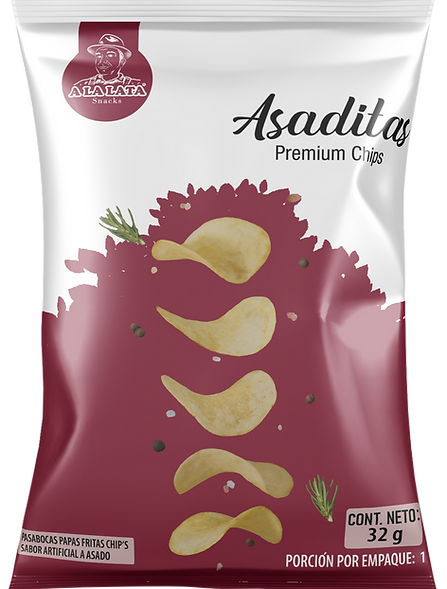 A LA LATA®
Snacks
Asaditas
Premium Chips
PASABOCAS PAPAS FRITAS CHIP'S
SABOR ARTIFICIAL A ASADO
CONT. NETO:
32 g
PORCIÓN POR EMPAQUE: 1